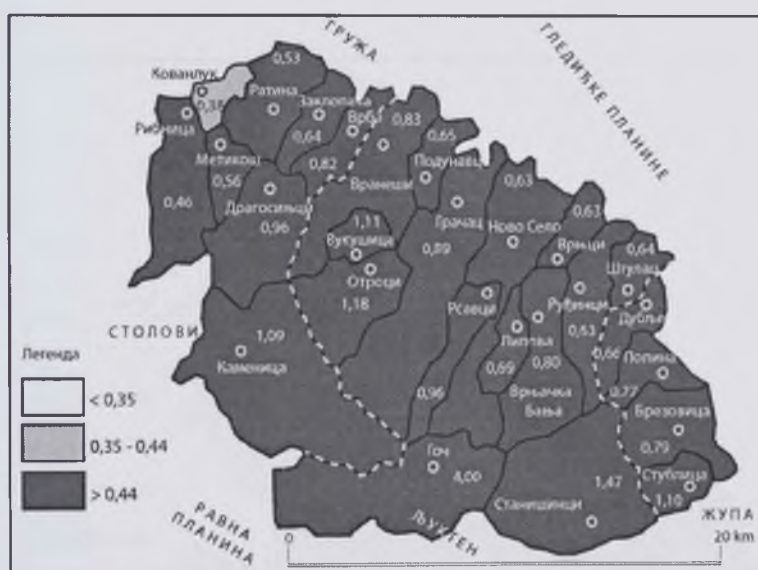 ГРУЖА
ГЛЕДИЋКЕ ПЛАНИНЕ
0,53
Кованлук
0,38
Ратина
Заклопача
Врба
0,83
Рибница
0,64
0,65
Метикош
0,82
Подунавци
0,56
Вранеши
0,63
0,46
Драгосињци
Грачац
0,63
1,11
Ново Село
0,96
Вукушица
0,89
Врњци
0,64
Отроци
Штулац
1,18
Рсавци
Руђинци
Дубље
СТОЛОВИ
1,09
Липова
0,63
0,66
Попина
Легенда
Каменица
0,69
0,80
0,77
< 0,35
0,96
Врњачка
Бања
Брезовица
0,35 - 0,44
0,79
Гоч
Стублица
> 0,44
4,00
1,47
1,10
РАВНА
ПЛАНИНА
Станишинци
ЉУКТЕН
ЖУПА
0
20 km